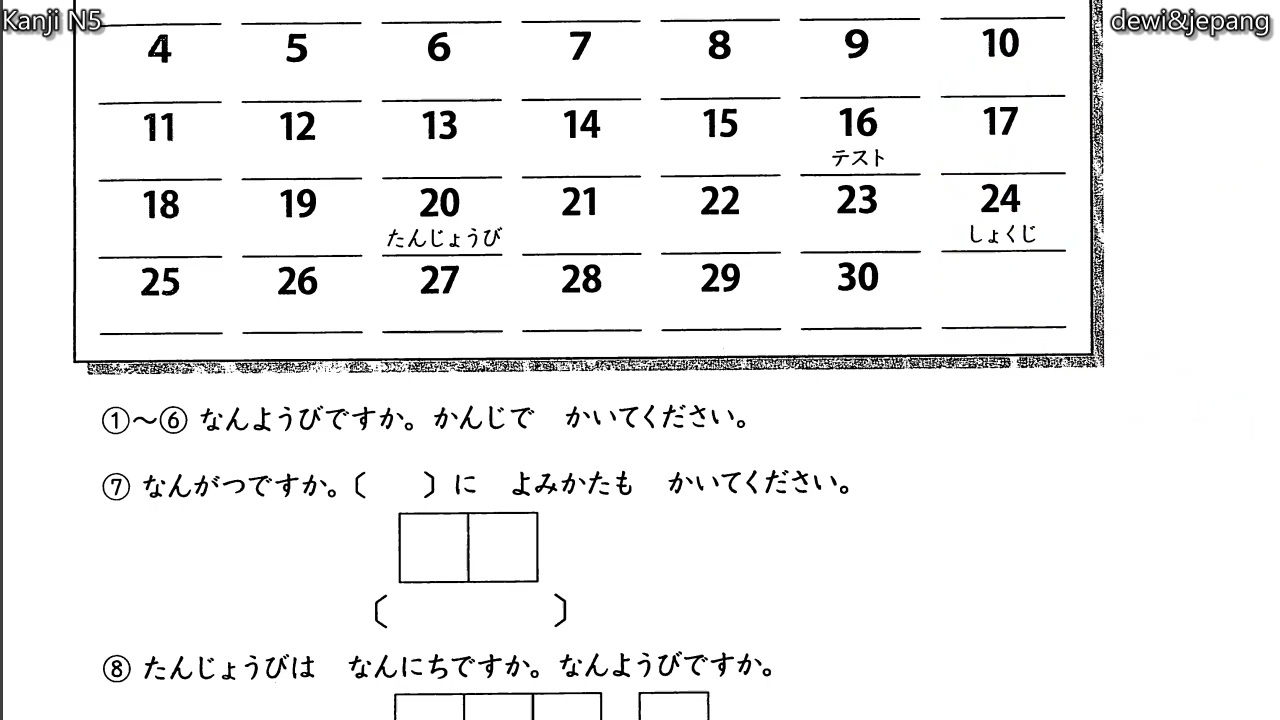 Kanji N5
dewi&jepang
4 5 6 7 8 9 10
11 12 13 14 15 16 17
テスト
18 19 20 21 22 23 24
たんじょうび しょくじ
25 26 27 28 29 30
①～⑥ なんようびですか。かんじで かいてください。
⑦ なんがつですか。〔 〕に よみかたも かいてください。
〔 〕
⑧ たんじょうびは なんにちですか。なんようびですか。